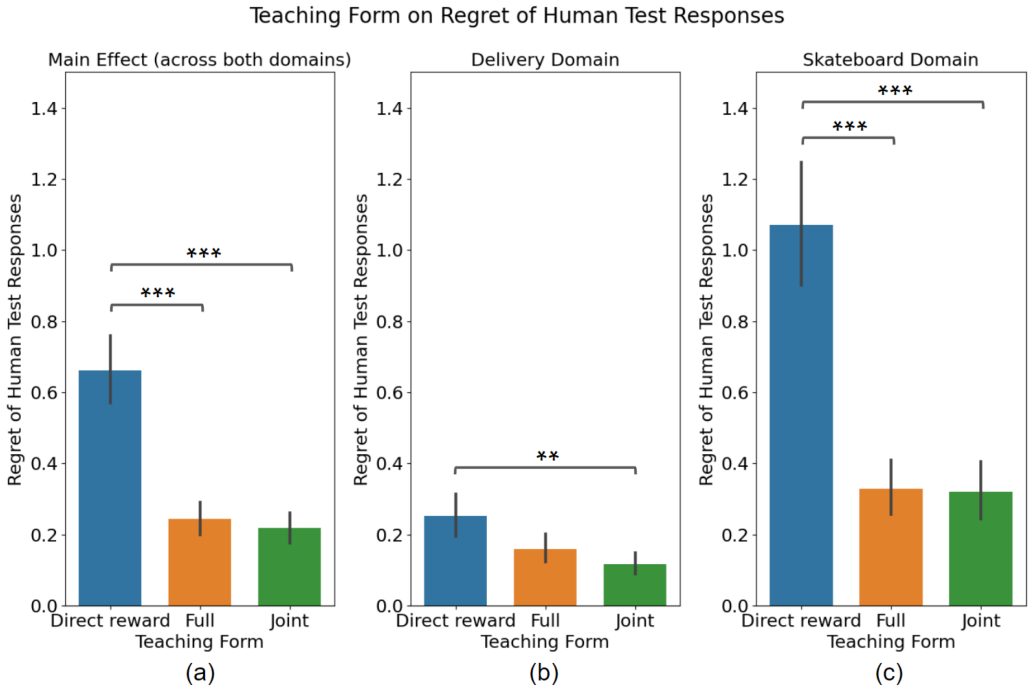 Teaching Form on Regret of Human Test Responses
Main Effect (across both domains)
Regret of Human Test Responses
1.4
1.2
1.0
0.8
0.6
0.4
0.2
0.0
***
***
Direct reward Full Joint
Teaching Form
(a)
Delivery Domain
Regret of Human Test Responses
1.4
1.2
1.0
0.8
0.6
0.4
0.2
0.0
**
Direct reward Full Joint
Teaching Form
(b)
Skateboard Domain
Regret of Human Test Responses
1.4
1.2
1.0
0.8
0.6
0.4
0.2
0.0
***
***
Direct reward Full Joint
Teaching Form
(c)